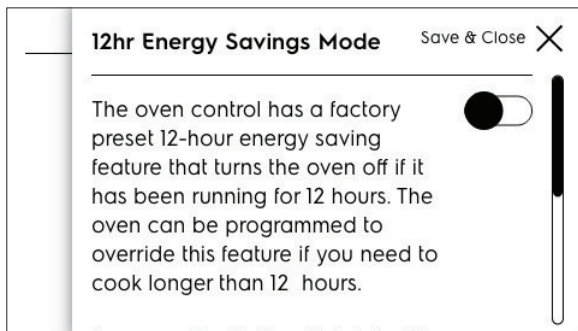 12hr Energy Savings Mode Save & Close
The oven control has a factory
preset 12-hour energy saving
feature that turns the oven off if it
has been running for 12 hours. The
oven can be programmed to
override this feature if you need to
cook longer than 12 hours.